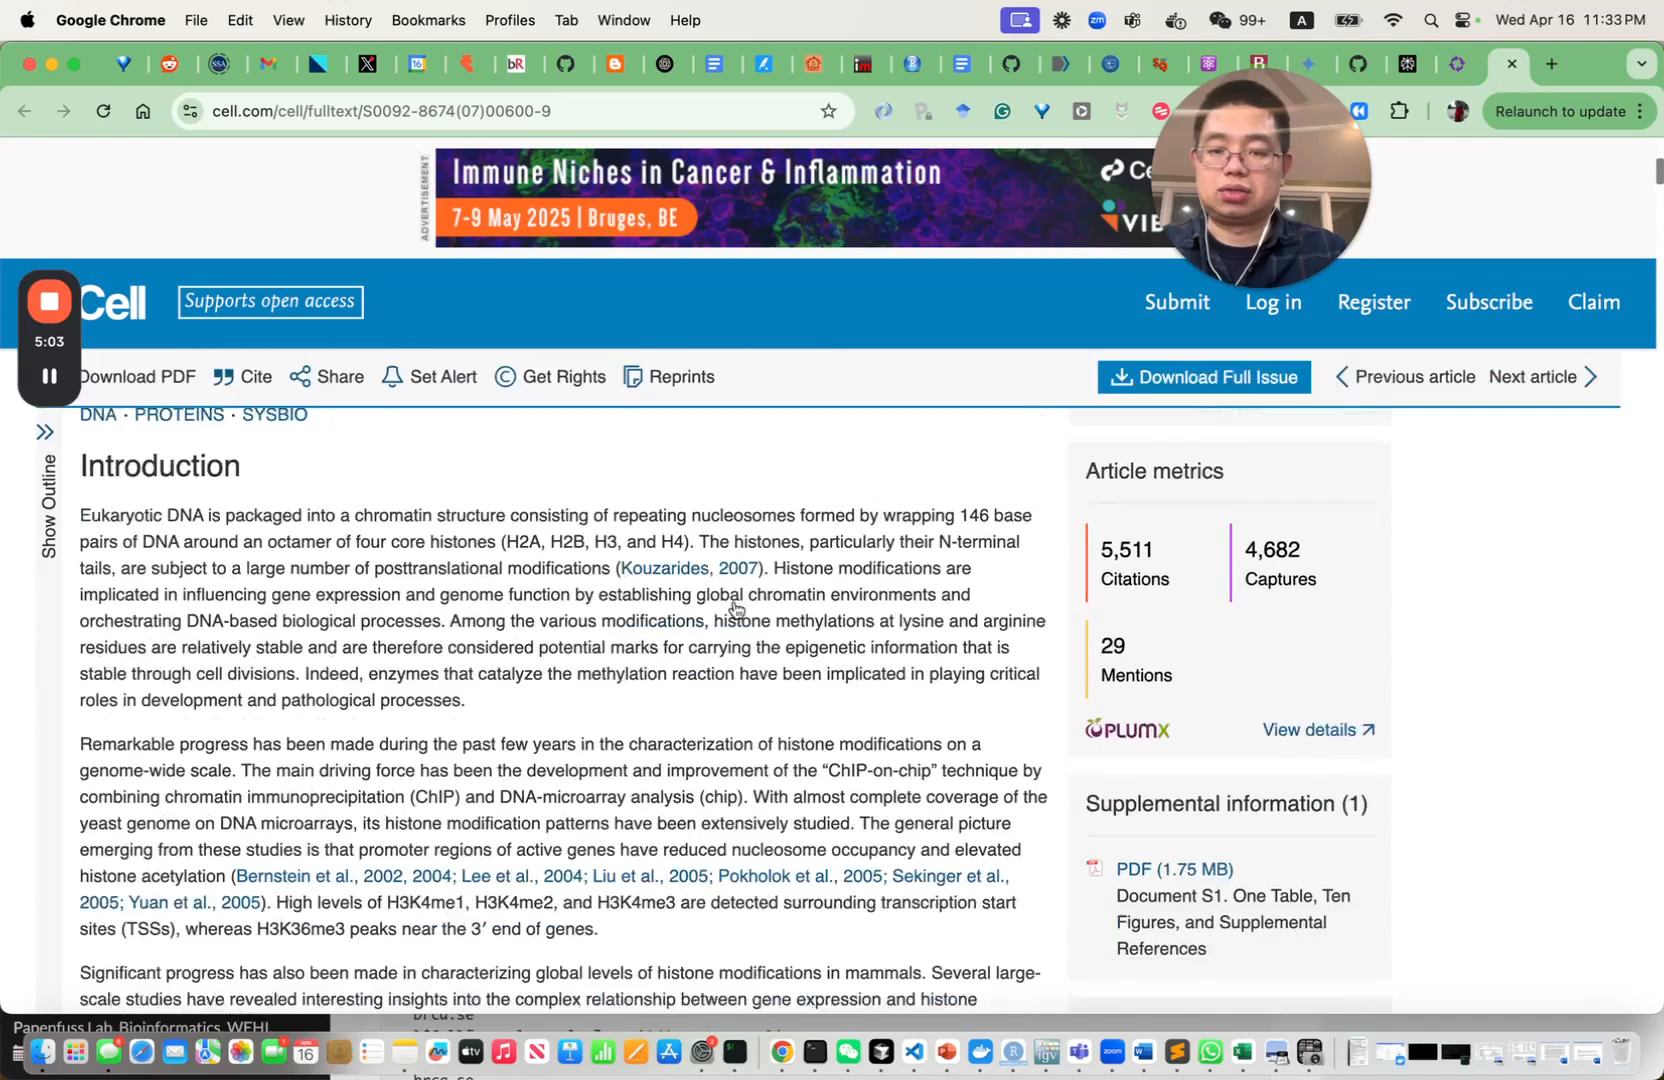 Google Chrome File Edit View History Bookmarks Profiles Tab Window Help
zm 99+ A Wed Apr 16 11:33 PM
cell.com/cell/fulltext/S0092-8674(07)00600-9
Relaunch to update
ADVERTISEMENT
Immune Niches in Cancer & Inflammation
7-9 May 2025 | Bruges, BE
VIB
Cell Supports open access
Submit Log in Register Subscribe Claim
5:03
Download PDF Cite Share Set Alert Get Rights Reprints
Download Full Issue Previous article Next article
DNA · PROTEINS · SYSBIO
Show Outline
Introduction
Eukaryotic DNA is packaged into a chromatin structure consisting of repeating nucleosomes formed by wrapping 146 base
pairs of DNA around an octamer of four core histones (H2A, H2B, H3, and H4). The histones, particularly their N-terminal
tails, are subject to a large number of posttranslational modifications (Kouzarides, 2007). Histone modifications are
implicated in influencing gene expression and genome function by establishing global chromatin environments and
orchestrating DNA-based biological processes. Among the various modifications, histone methylations at lysine and arginine
residues are relatively stable and are therefore considered potential marks for carrying the epigenetic information that is
stable through cell divisions. Indeed, enzymes that catalyze the methylation reaction have been implicated in playing critical
roles in development and pathological processes.
Remarkable progress has been made during the past few years in the characterization of histone modifications on a
genome-wide scale. The main driving force has been the development and improvement of the “ChIP-on-chip” technique by
combining chromatin immunoprecipitation (ChIP) and DNA-microarray analysis (chip). With almost complete coverage of the
yeast genome on DNA microarrays, its histone modification patterns have been extensively studied. The general picture
emerging from these studies is that promoter regions of active genes have reduced nucleosome occupancy and elevated
histone acetylation (Bernstein et al., 2002, 2004; Lee et al., 2004; Liu et al., 2005; Pokholok et al., 2005; Sekinger et al.,
2005; Yuan et al., 2005). High levels of H3K4me1, H3K4me2, and H3K4me3 are detected surrounding transcription start
sites (TSSs), whereas H3K36me3 peaks near the 3′ end of genes.
Significant progress has also been made in characterizing global levels of histone modifications in mammals. Several large-
scale studies have revealed interesting insights into the complex relationship between gene expression and histone
Article metrics
5,511
Citations
4,682
Captures
29
Mentions
PLUMX
View details
Supplemental information (1)
PDF (1.75 MB)
Document S1. One Table, Ten
Figures, and Supplemental
References
Papenfuss Lab, Bioinformatics, WEHI.